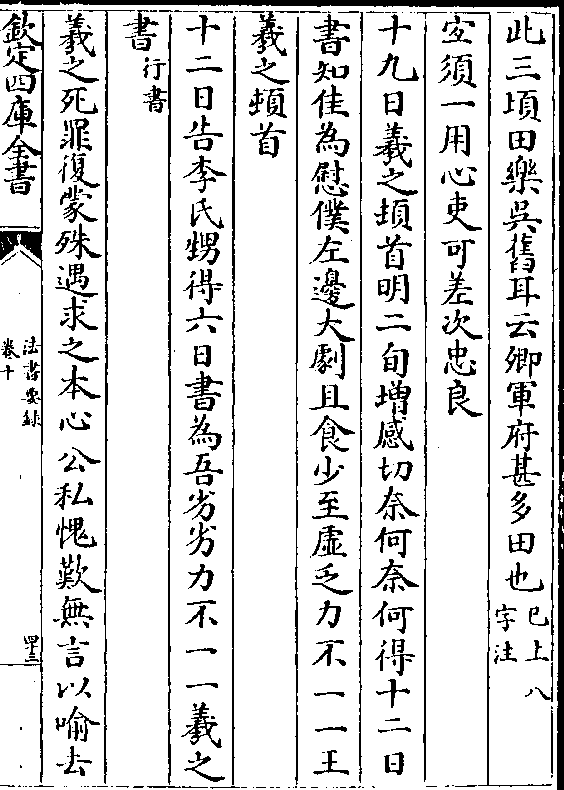 此三頃田樂吳舊耳云卿軍府甚多田也已上八字注
宐須一用心吏可差次忠良
十九日羲之頓首明二旬增感切奈何奈何得十二日
書知佳為慰僕左邊大劇且食少至虛乏力不一一王
羲之頓首
十二日告李氏甥得六日書為吾劣劣力不一一羲之
書行書
羲之死罪復蒙殊遇求之本心公私愧歎無言以喻去
欽定四庫全書
法書要錄
卷十
四十三